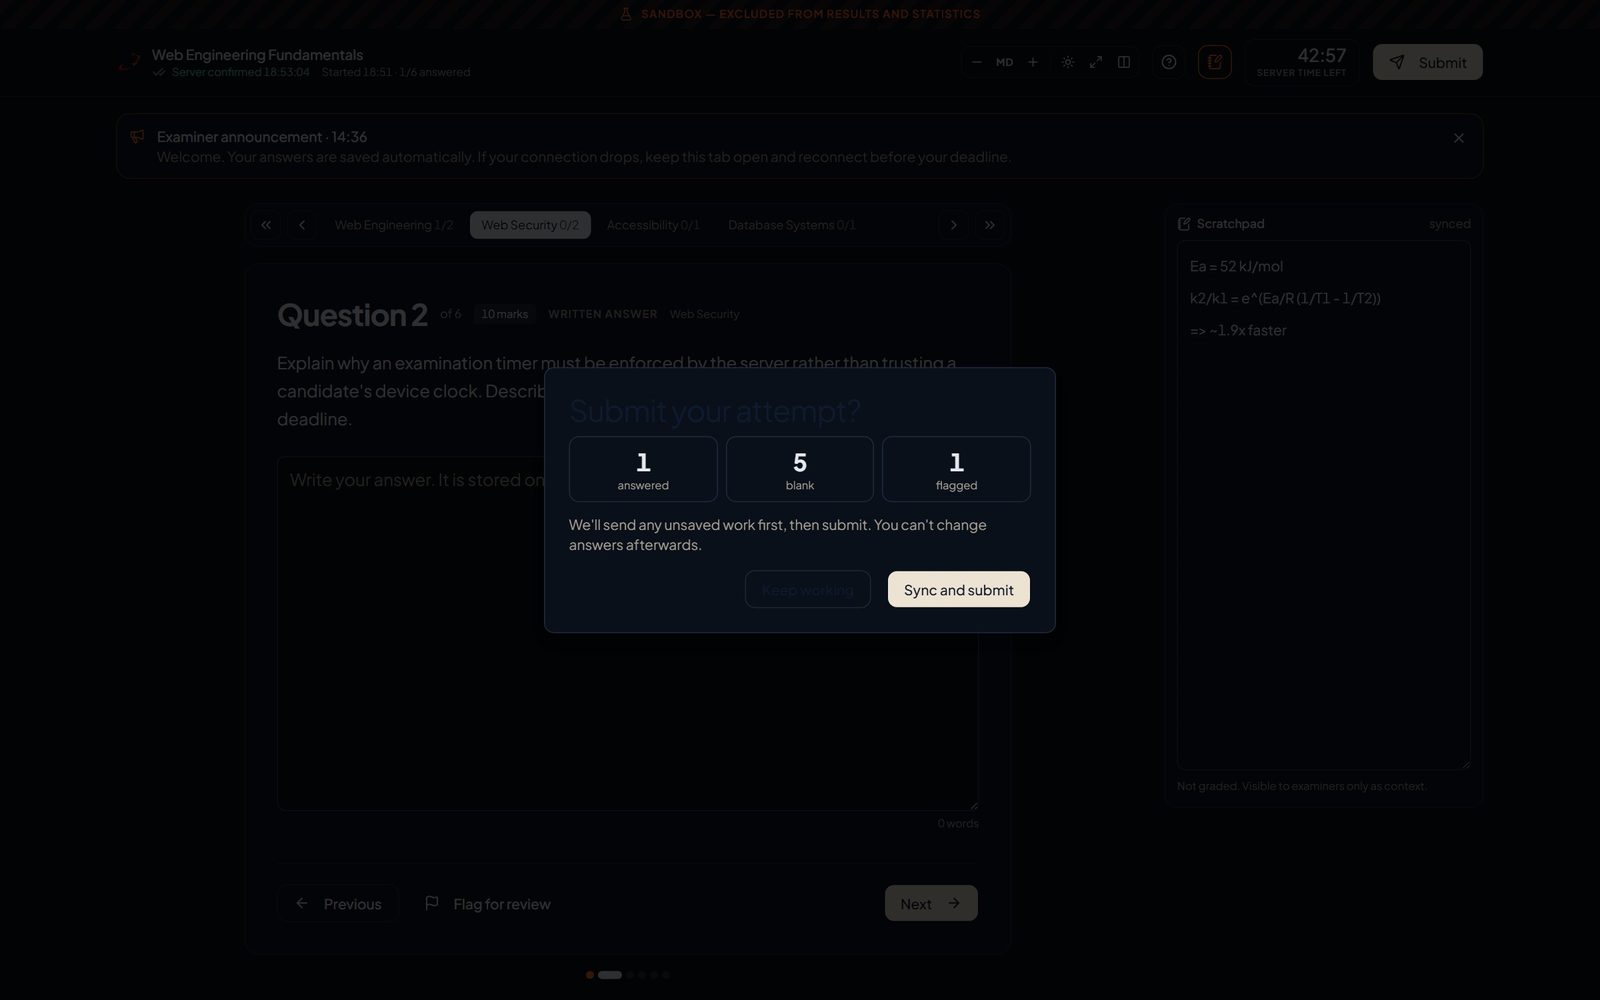 SANDBOX — EXCLUDED FROM RESULTS AND STATISTICS
Web Engineering Fundamentals
Server confirmed 18:53:04 Started 18:51 · 1/6 answered
MD
42:57
SERVER TIME LEFT
Submit
Examiner announcement · 14:36
Welcome. Your answers are saved automatically. If your connection drops, keep this tab open and reconnect before your deadline.
Web Engineering 1/2 Web Security 0/2 Accessibility 0/1 Database Systems 0/1
Question 2 of 6 10 marks WRITTEN ANSWER Web Security
Explain why an examination timer must be enforced by the server rather than trusting a
candidate's device clock. Describ
deadline.
Write your answer. It is stored on
0 words
Previous
Flag for review
Next
Scratchpad synced
Ea = 52 kJ/mol
k2/k1 = e^(Ea/R (1/T1 - 1/T2))
=> ~1.9x faster
Not graded. Visible to examiners only as context.
Submit your attempt?
1 answered
5 blank
1 flagged
We'll send any unsaved work first, then submit. You can't change
answers afterwards.
Keep working
Sync and submit